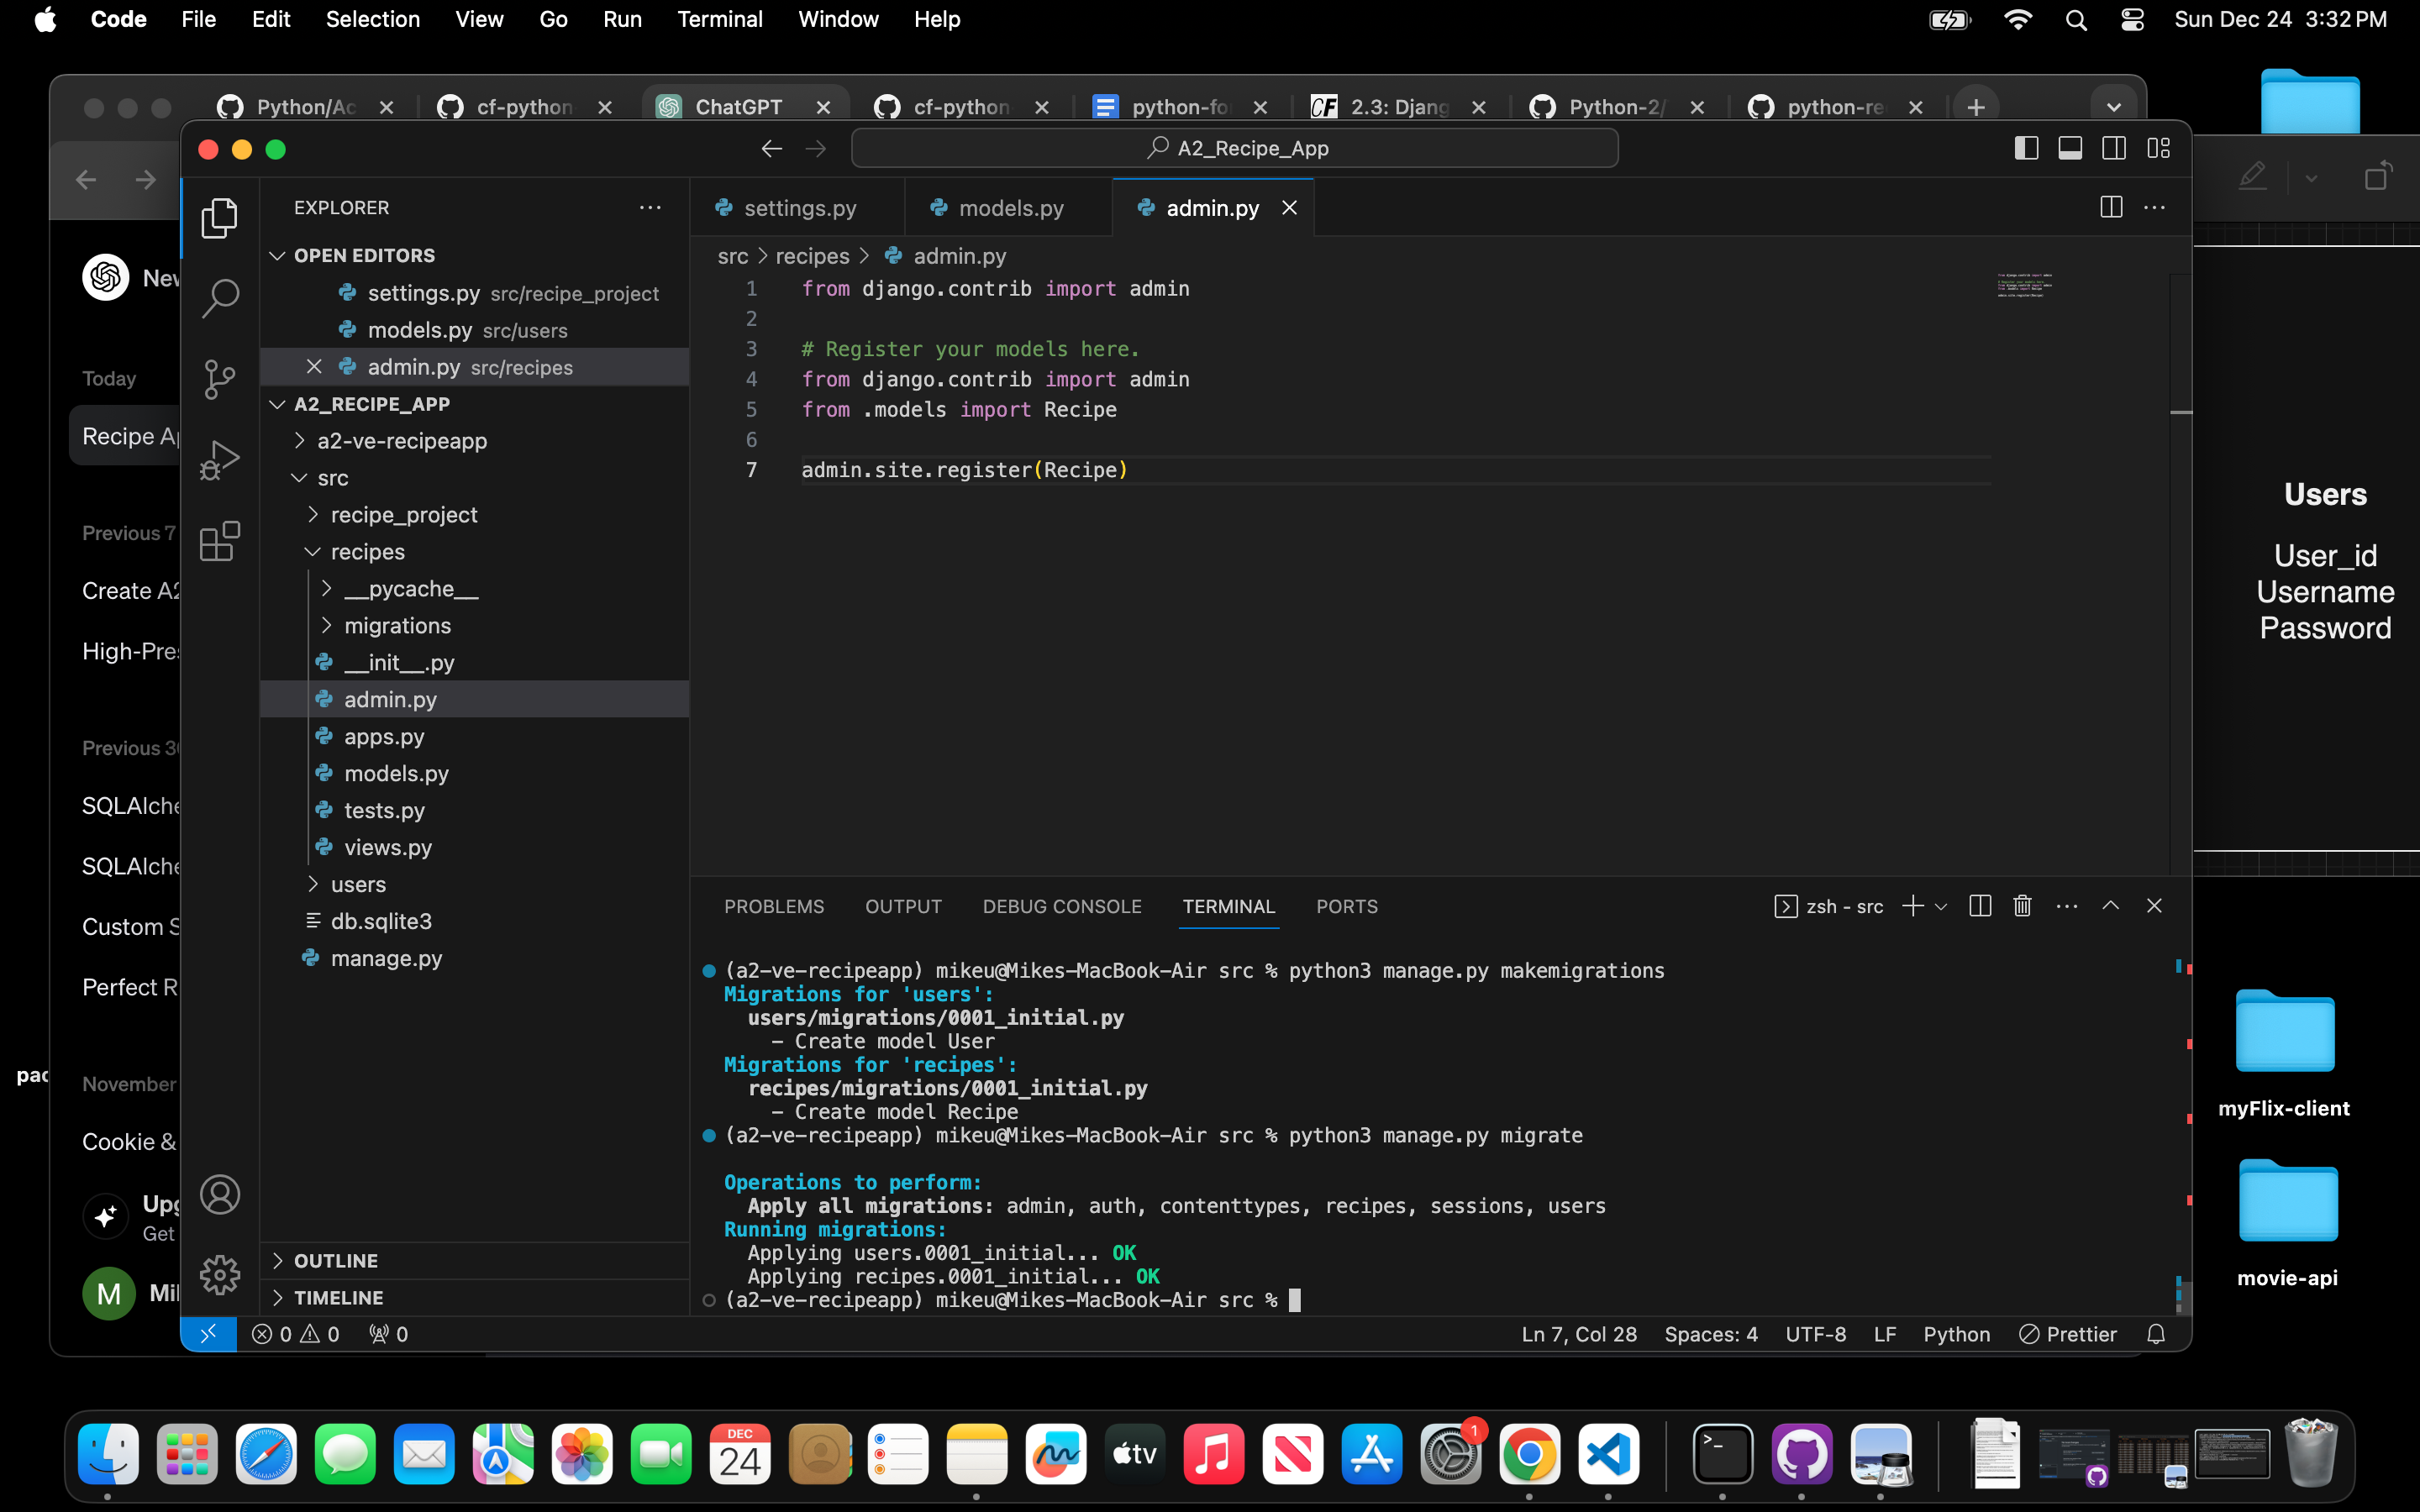 Code File Edit Selection View Go Run Terminal Window Help
Sun Dec 24 3:32 PM
Python/Ac
cf-python
ChatGPT
cf-python
python-fo
CF 2.3: Djang
Python-2/
python-re
A2_Recipe_App
EXPLORER
OPEN EDITORS
settings.py src/recipe_project
models.py src/users
admin.py src/recipes
A2_RECIPE_APP
a2-ve-recipeapp
src
recipe_project
recipes
__pycache__
migrations
__init__.py
admin.py
apps.py
models.py
tests.py
views.py
users
db.sqlite3
manage.py
OUTLINE
TIMELINE
settings.py
models.py
admin.py
src > recipes > admin.py
1 from django.contrib import admin
2
3 # Register your models here.
4 from django.contrib import admin
5 from .models import Recipe
6
7 admin.site.register(Recipe)
PROBLEMS OUTPUT DEBUG CONSOLE TERMINAL PORTS
zsh - src
(a2-ve-recipeapp) mikeu@Mikes-MacBook-Air src % python3 manage.py makemigrations
Migrations for 'users':
users/migrations/0001_initial.py
- Create model User
Migrations for 'recipes':
recipes/migrations/0001_initial.py
- Create model Recipe
(a2-ve-recipeapp) mikeu@Mikes-MacBook-Air src % python3 manage.py migrate
Operations to perform:
Apply all migrations: admin, auth, contenttypes, recipes, sessions, users
Running migrations:
Applying users.0001_initial... OK
Applying recipes.0001_initial... OK
(a2-ve-recipeapp) mikeu@Mikes-MacBook-Air src %
0 0 0
Ln 7, Col 28 Spaces: 4 UTF-8 LF Python Prettier
Today
Recipe A
Previous 7
Create A2
High-Pre
Previous 3
SQLAlche
SQLAlche
Custom S
Perfect R
November
Cookie &
Upg
Get
M
Users
User_id
Username
Password
pac
myFlix-client
movie-api
DEC
24
tv
1